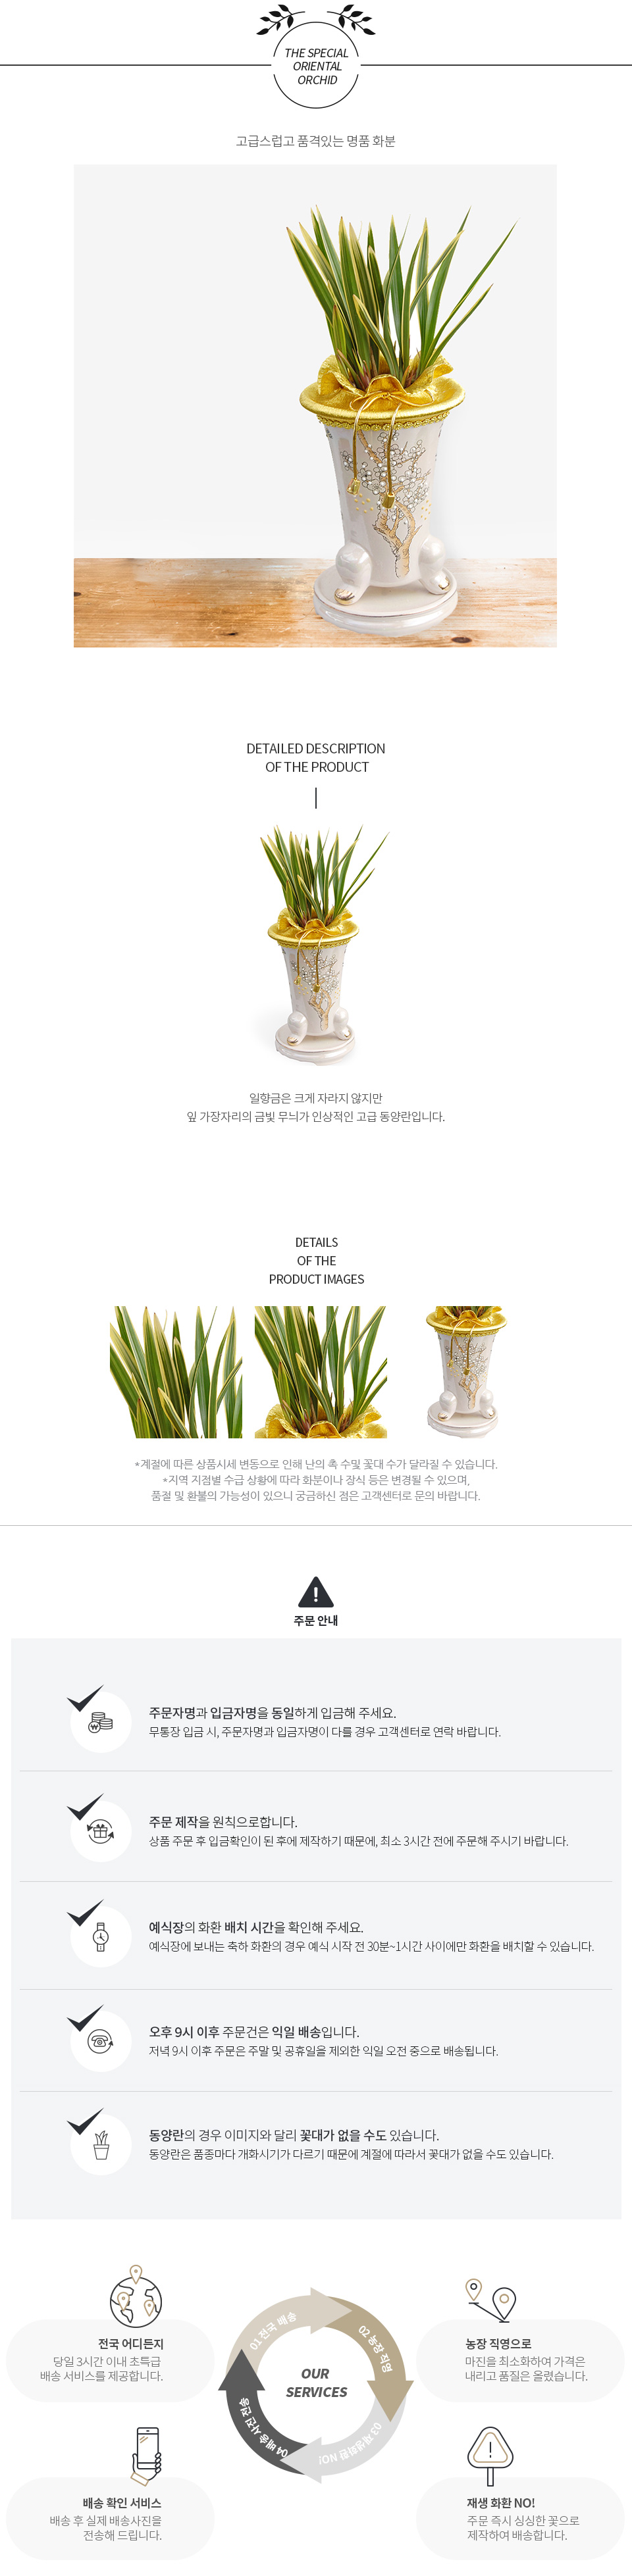 THE SPECIAL
ORIENTAL
ORCHID
고급스럽고 품격있는 명품 화분
DETAILED DESCRIPTION
OF THE PRODUCT
일향금은 크게 자라지 않지만
잎 가장자리의 금빛 무늬가 인상적인 고급 동양란입니다.
DETAILS
OF THE
PRODUCT IMAGES
*계절에 따른 상품시세 변동으로 인해 난의 촉 수및 꽃대 수가 달라질 수 있습니다.
*지역 지점별 수급 상황에 따라 화분이나 장식 등은 변경될 수 있으며,
품절 및 환불의 가능성이 있으니 궁금하신 점은 고객센터로 문의 바랍니다.
주문 안내
주문자명과 입금자명을 동일하게 입금해 주세요.
무통장 입금 시, 주문자명과 입금자명이 다를 경우 고객센터로 연락 바랍니다.
주문 제작을 원칙으로합니다.
상품 주문 후 입금확인이 된 후에 제작하기 때문에, 최소 3시간 전에 주문해 주시기 바랍니다.
예식장의 화환 배치 시간을 확인해 주세요.
예식장에 보내는 축하 화환의 경우 예식 시작 전 30분~1시간 사이에만 화환을 배치할 수 있습니다.
오후 9시 이후 주문건은 익일 배송입니다.
저녁 9시 이후 주문은 주말 및 공휴일을 제외한 익일 오전 중으로 배송됩니다.
동양란의 경우 이미지와 달리 꽃대가 없을 수도 있습니다.
동양란은 품종마다 개화시기가 다르기 때문에 계절에 따라서 꽃대가 없을 수도 있습니다.
전국 어디든지
당일 3시간 이내 초특급
배송 서비스를 제공합니다.
농장 직영으로
마진을 최소화하여 가격은
내리고 품질은 올렸습니다.
01 전국 배송
02 농장 직영
OUR
SERVICES
03 재생화환 NO!
04 배송 사진 전송
배송 확인 서비스
배송 후 실제 배송사진을
전송해 드립니다.
재생 화환 NO!
주문 즉시 싱싱한 꽃으로
제작하여 배송합니다.